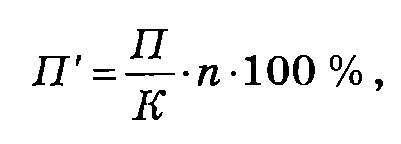 П' = П/К · n · 100 %,